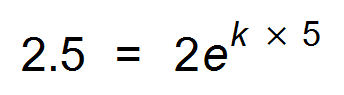 2.5 = 2e^{k × 5}